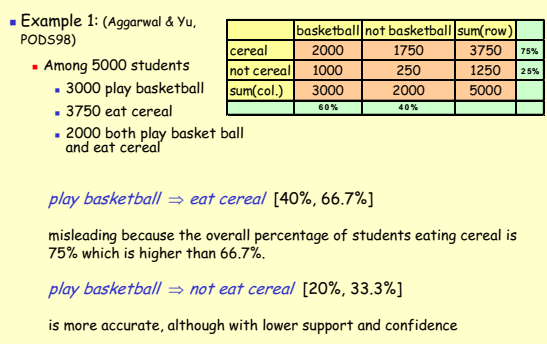 Example 1: (Aggarwal & Yu,
PODS98)
Among 5000 students
3000 play basketball
3750 eat cereal
2000 both play basket ball
and eat cereal
basketball not basketball sum(row)
cereal 2000 1750 3750 75%
not cereal 1000 250 1250 25%
sum(col.) 3000 2000 5000
60% 40%
play basketball ⇒ eat cereal [40%, 66.7%]
misleading because the overall percentage of students eating cereal is
75% which is higher than 66.7%.
play basketball ⇒ not eat cereal [20%, 33.3%]
is more accurate, although with lower support and confidence